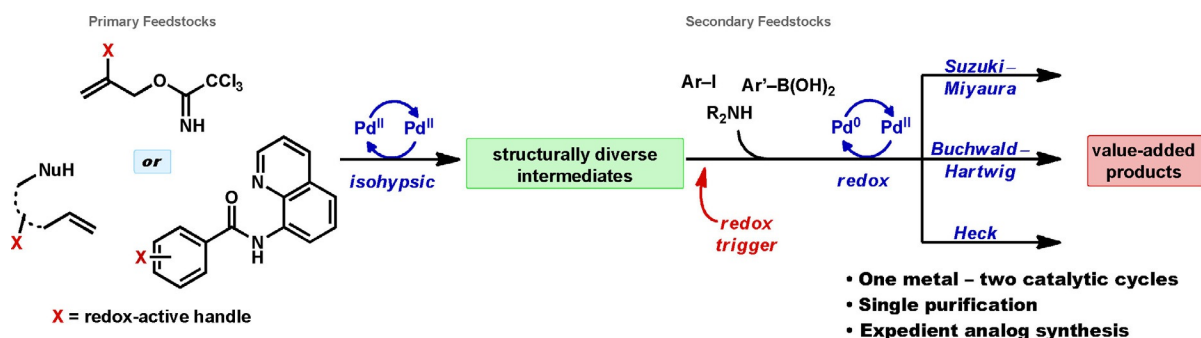 Primary Feedstocks
Secondary Feedstocks
X
O
CCl3
NH
or
NuH
X
X
O
N
H
N
X = redox-active handle
PdII
PdII
isohypsic
structurally diverse
intermediates
Ar–I
Ar'–B(OH)2
R2NH
redox
trigger
Pd0
PdII
redox
Suzuki–
Miyaura
Buchwald–
Hartwig
Heck
value-added
products
• One metal – two catalytic cycles
• Single purification
• Expedient analog synthesis